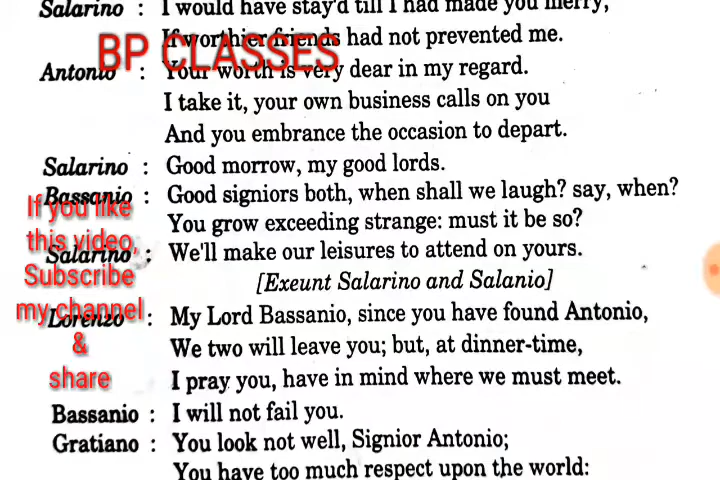 Salarino : I would have stay'd till I had made you merry,
If worthier friends had not prevented me.
BP CLASSES
Antonio : Your worth is very dear in my regard.
I take it, your own business calls on you
And you embrance the occasion to depart.
Salarino : Good morrow, my good lords.
Bassanio : Good signiors both, when shall we laugh? say, when?
You grow exceeding strange: must it be so?
Salarino : We'll make our leisures to attend on yours.
[Exeunt Salarino and Salanio]
Lorenzo : My Lord Bassanio, since you have found Antonio,
We two will leave you; but, at dinner-time,
I pray you, have in mind where we must meet.
Bassanio : I will not fail you.
Gratiano : You look not well, Signior Antonio;
You have too much respect upon the world:
If you like
this video,
Subscribe
my channel
&
share